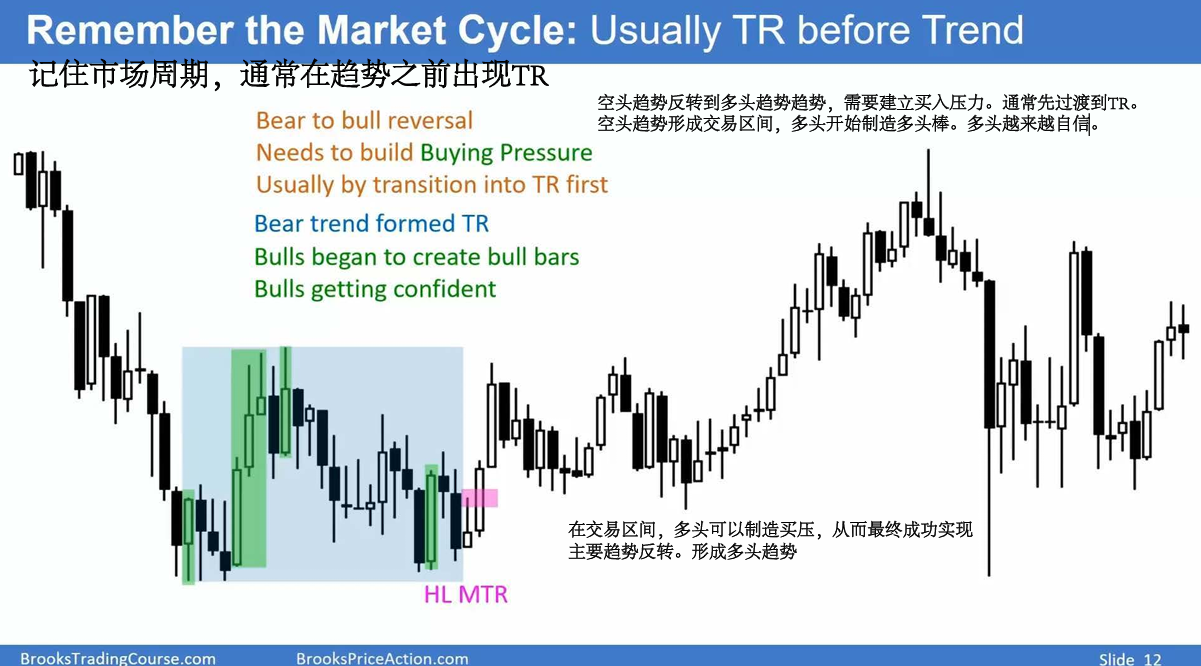 Remember the Market Cycle: Usually TR before Trend
记住市场周期，通常在趋势之前出现TR
空头趋势反转到多头趋势趋势，需要建立买入压力。通常先过渡到TR。
空头趋势形成交易区间，多头开始制造多头棒。多头越来越自信。
Bear to bull reversal
Needs to build Buying Pressure
Usually by transition into TR first
Bear trend formed TR
Bulls began to create bull bars
Bulls getting confident
在交易区间，多头可以制造买压，从而最终成功实现
主要趋势反转。形成多头趋势
HL MTR
BrooksTradingCourse.com
BrooksPriceAction.com
Slide 12